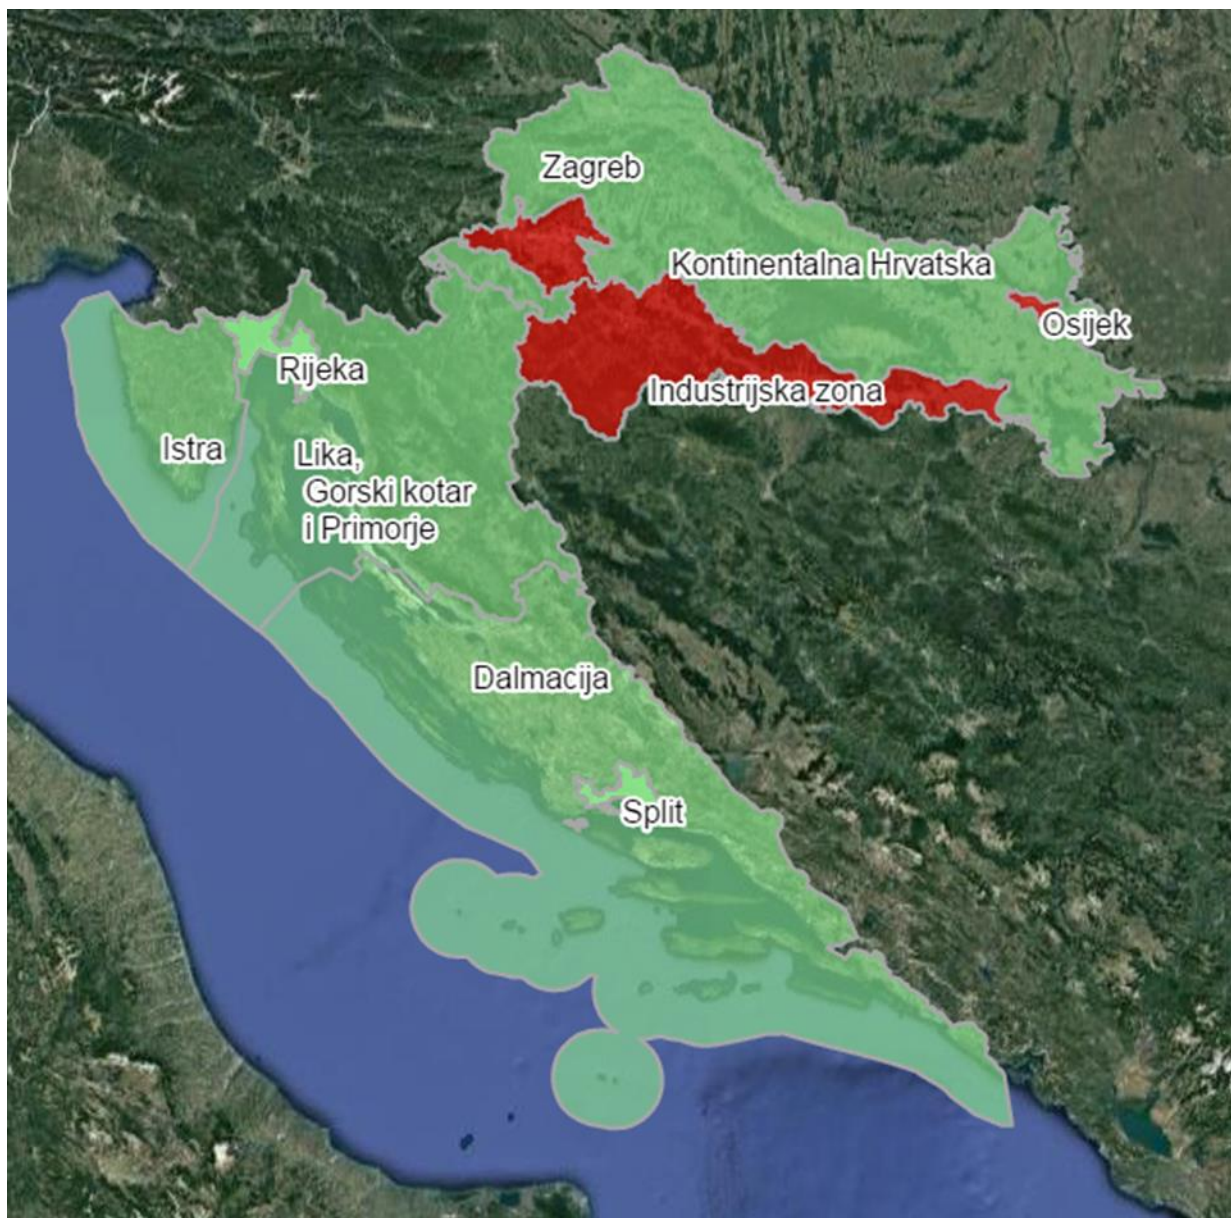 Zagreb
Kontinentalna Hrvatska
Osijek
Rijeka
Industrijska zona
Istra
Lika,
Gorski kotar
i Primorje
Dalmacija
Split